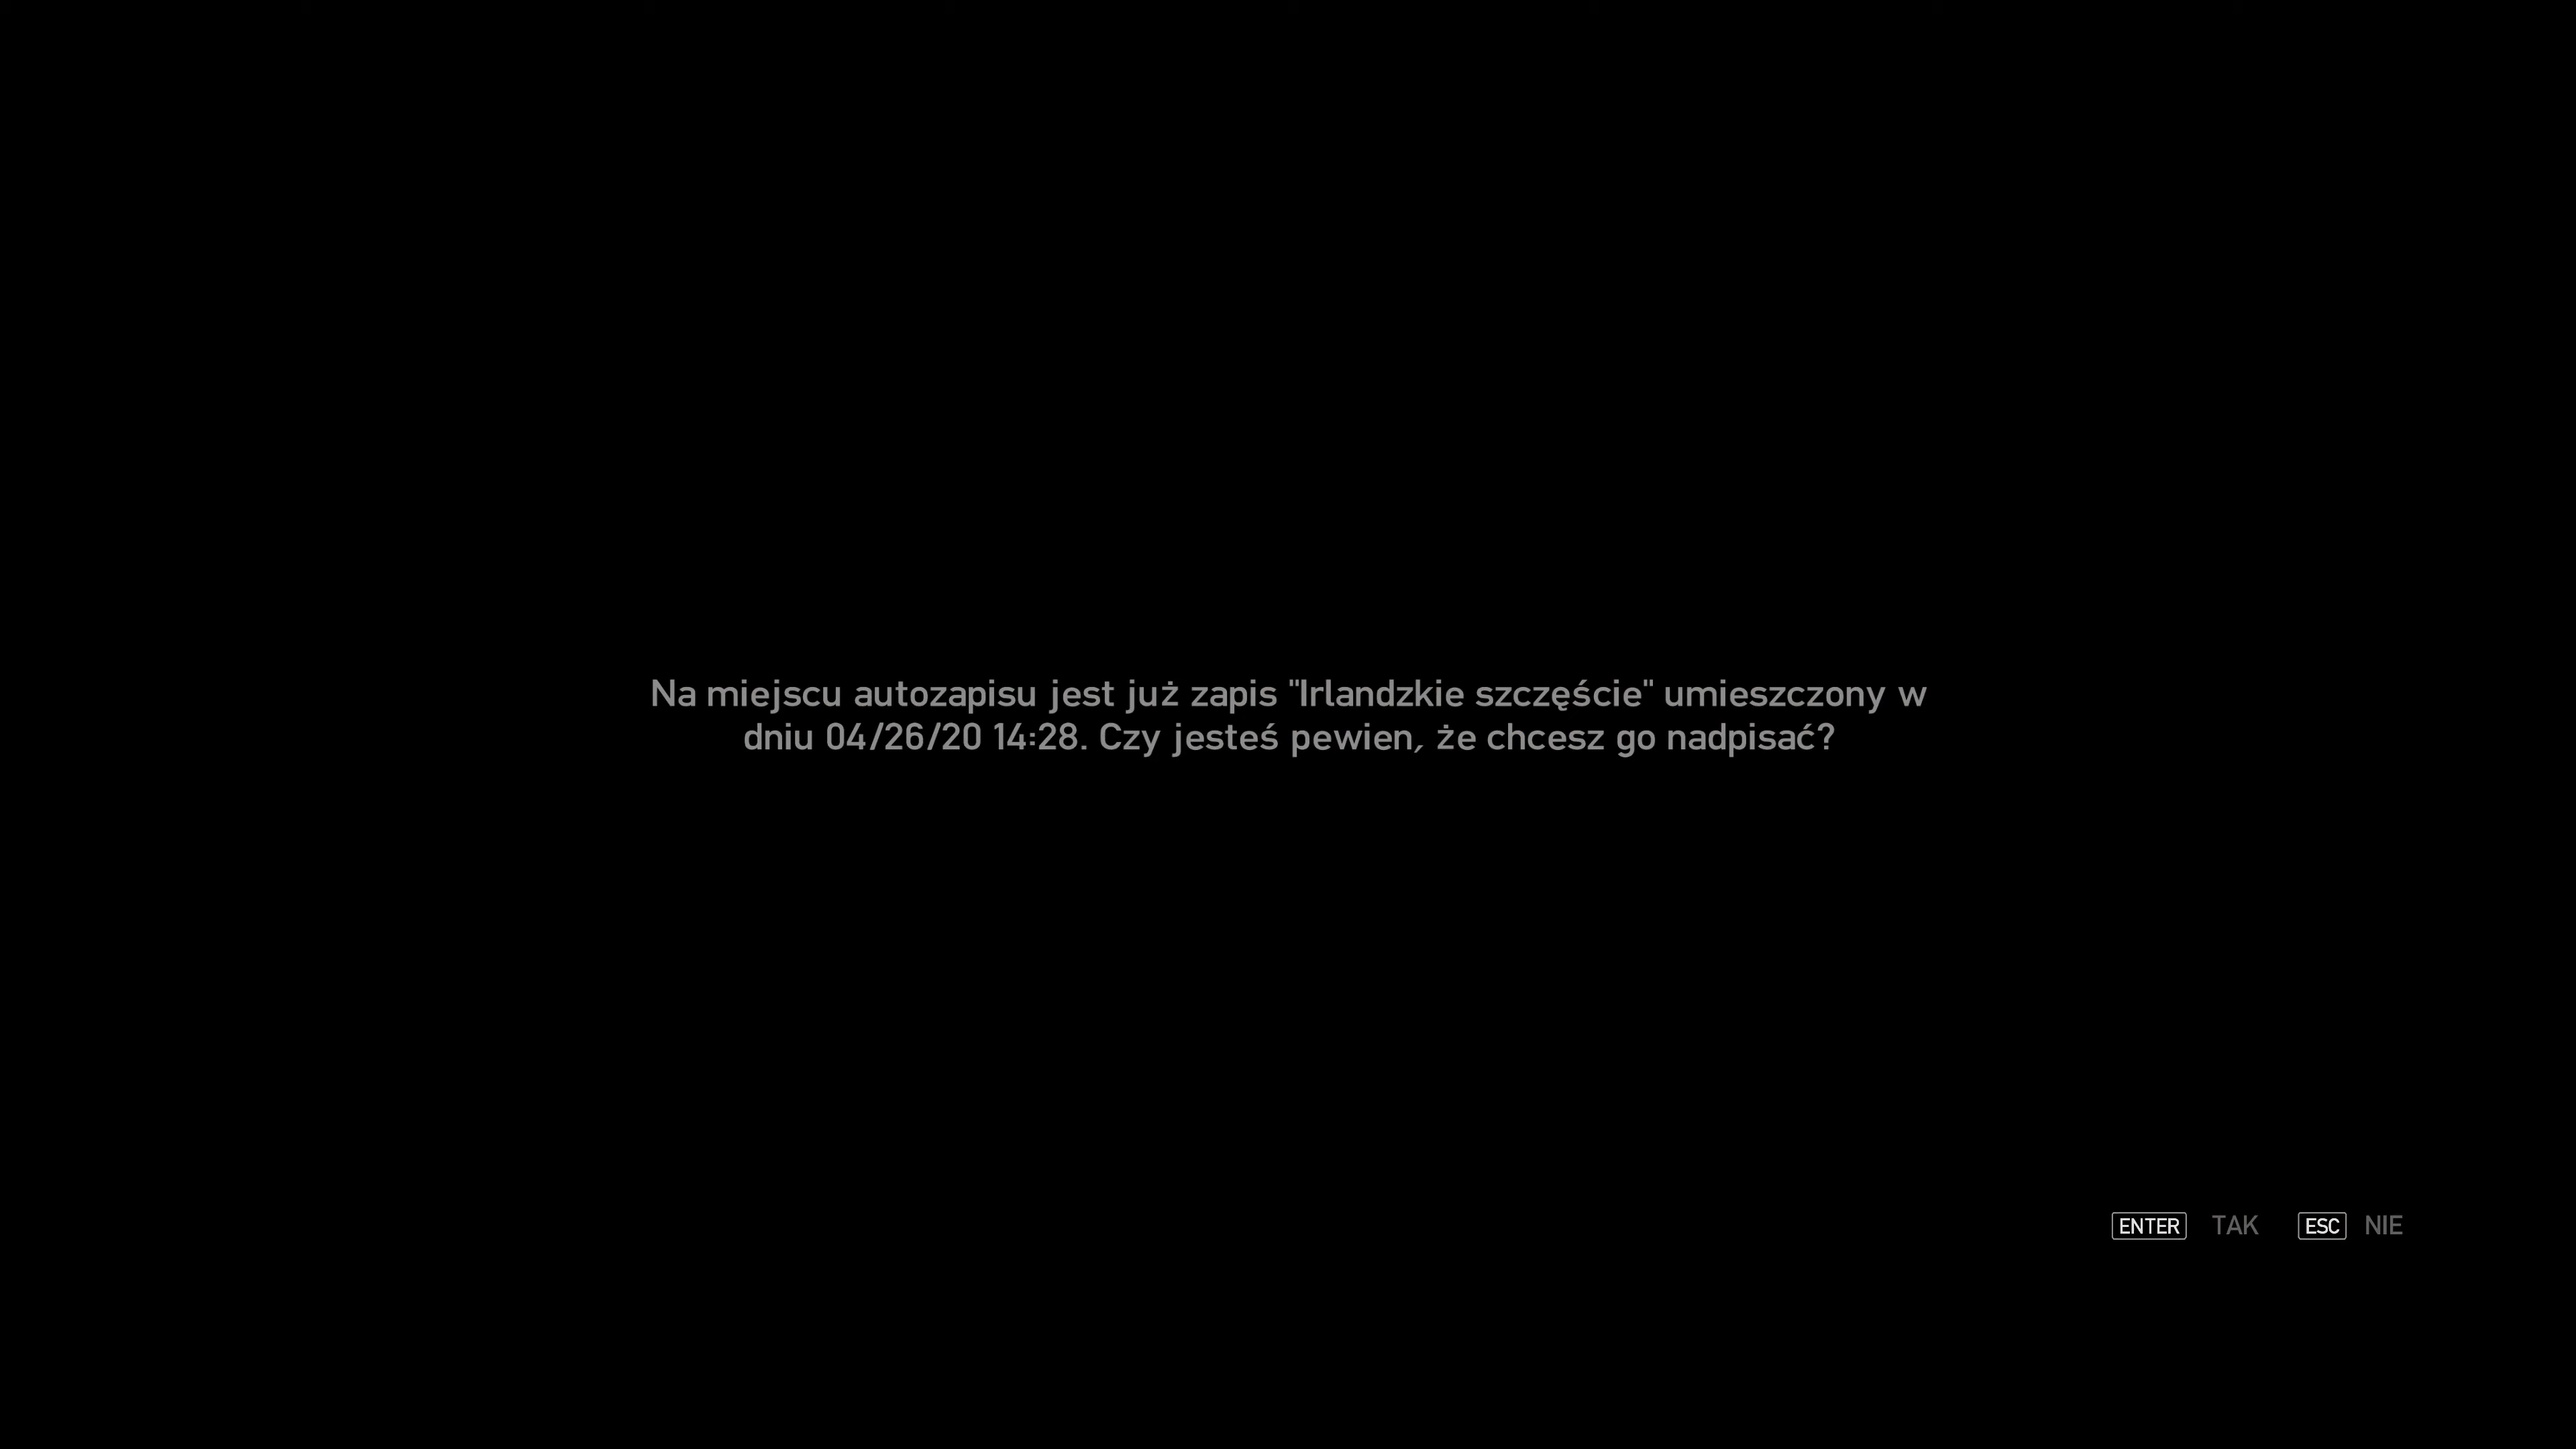 Na miejscu autozapisu jest już zapis "Irlandzkie szczęście" umieszczony w
dniu 04/26/20 14:28. Czy jesteś pewien, że chcesz go nadpisać?
ENTER TAK ESC NIE